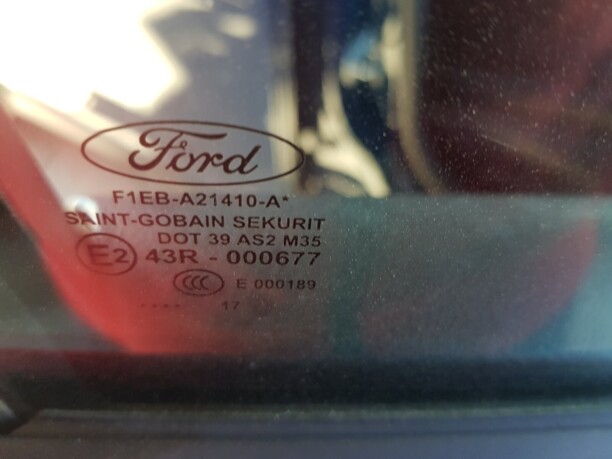 Ford
F1EB-A21410-A*
SAINT-GOBAIN SEKURIT
DOT 39 AS2 M35
E2 43R - 000677
CCC E 000189
---- 17